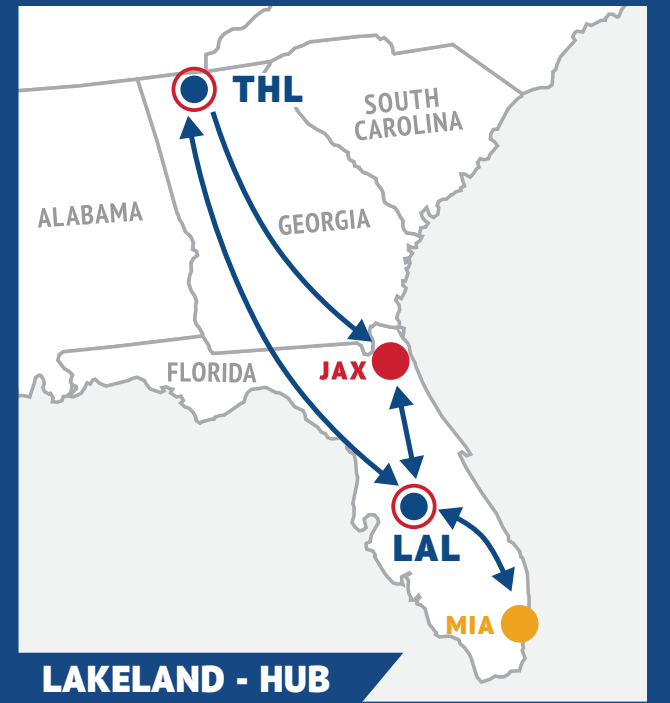 THL
SOUTH
CAROLINA
ALABAMA
GEORGIA
FLORIDA
JAX
LAL
MIA
LAKELAND - HUB